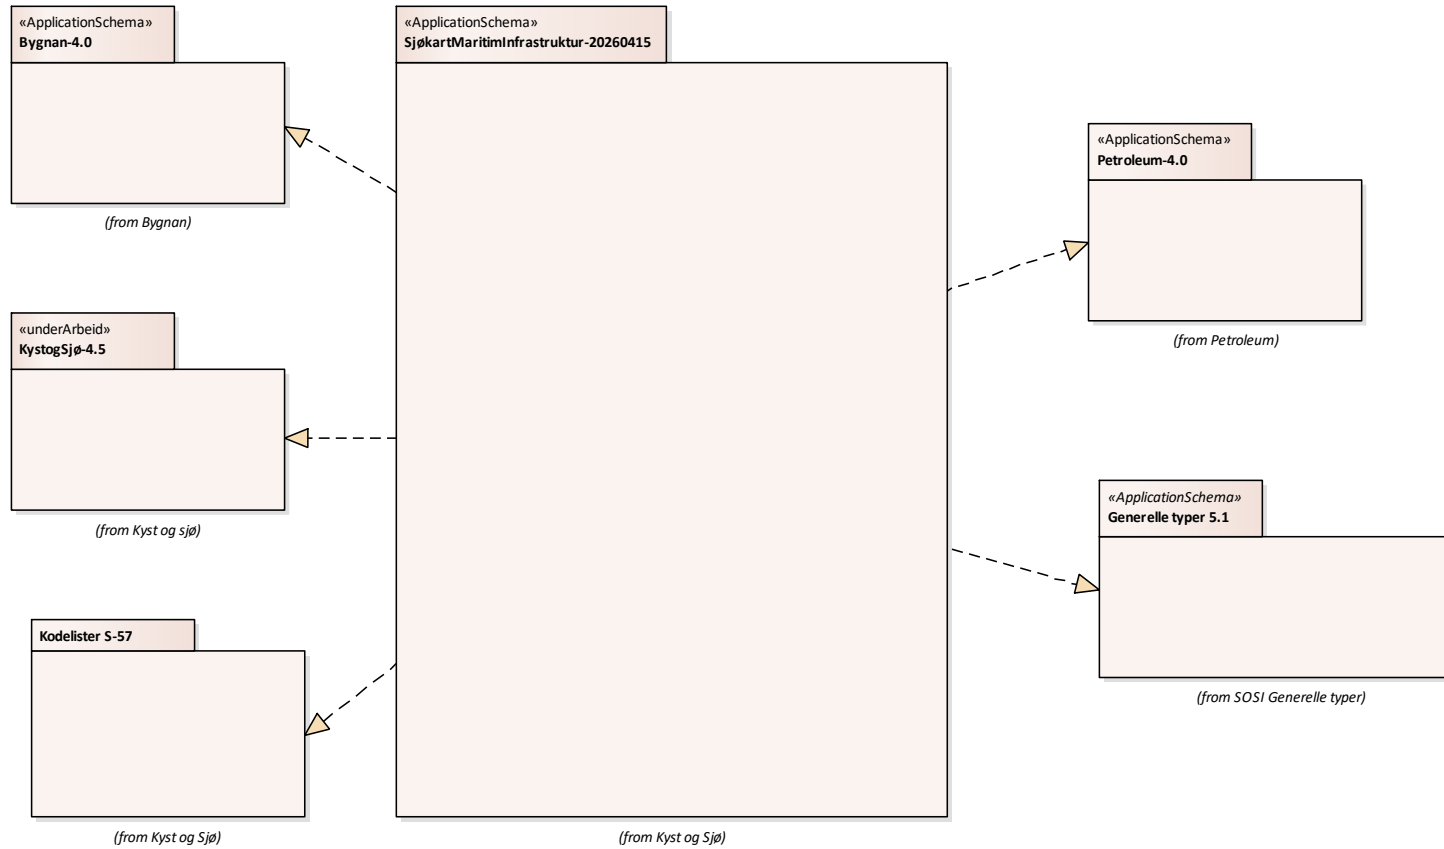 «ApplicationSchema»
Bygnan-4.0
(from Bygnan)
«ApplicationSchema»
SjøkartMaritimInfrastruktur-20260415
(from Kyst og Sjø)
«ApplicationSchema»
Petroleum-4.0
(from Petroleum)
«underArbeid»
KystogSjø-4.5
(from Kyst og sjø)
«ApplicationSchema»
Generelle typer 5.1
(from SOSI Generelle typer)
Kodelister S-57
(from Kyst og Sjø)